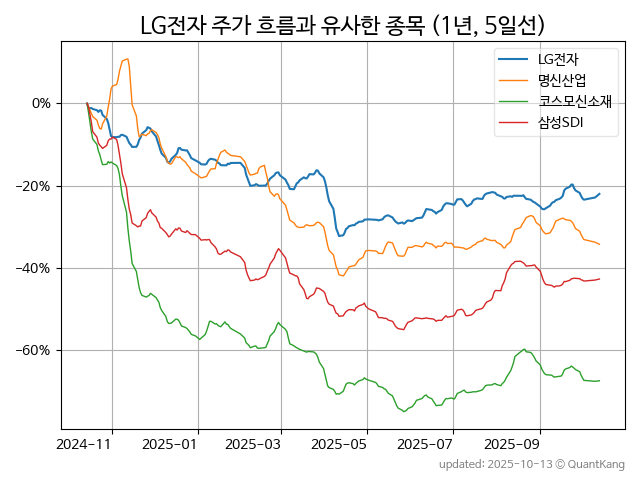 LG전자 주가 흐름과 유사한 종목 (1년, 5일선)
LG전자
명신산업
코스모신소재
삼성SDI
0%
−20%
−40%
−60%
2024-11 2025-01 2025-03 2025-05 2025-07 2025-09
updated: 2025-10-13 © QuantKang